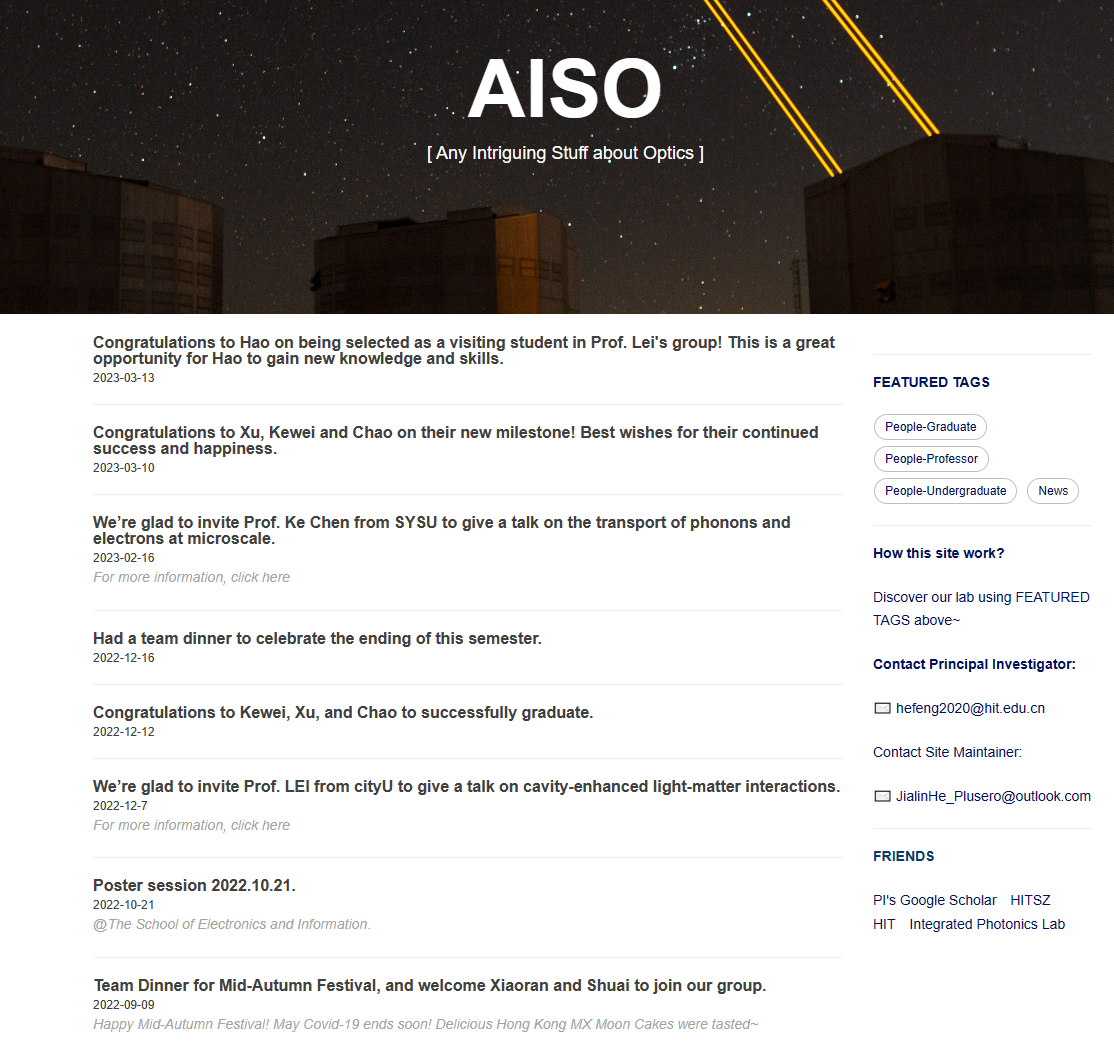 AISO
[ Any Intriguing Stuff about Optics ]
Congratulations to Hao on being selected as a visiting student in Prof. Lei's group! This is a great
opportunity for Hao to gain new knowledge and skills.
2023-03-13
Congratulations to Xu, Kewei and Chao on their new milestone! Best wishes for their continued
success and happiness.
2023-03-10
We’re glad to invite Prof. Ke Chen from SYSU to give a talk on the transport of phonons and
electrons at microscale.
2023-02-16
For more information, click here
Had a team dinner to celebrate the ending of this semester.
2022-12-16
Congratulations to Kewei, Xu, and Chao to successfully graduate.
2022-12-12
We’re glad to invite Prof. LEI from cityU to give a talk on cavity-enhanced light-matter interactions.
2022-12-7
For more information, click here
Poster session 2022.10.21.
2022-10-21
@The School of Electronics and Information.
Team Dinner for Mid-Autumn Festival, and welcome Xiaoran and Shuai to join our group.
2022-09-09
Happy Mid-Autumn Festival! May Covid-19 ends soon! Delicious Hong Kong MX Moon Cakes were tasted~
FEATURED TAGS
People-Graduate
People-Professor
People-Undergraduate News
How this site work?
Discover our lab using FEATURED
TAGS above~
Contact Principal Investigator:
hefeng2020@hit.edu.cn
Contact Site Maintainer:
JialinHe_Plusero@outlook.com
FRIENDS
PI's Google Scholar HITSZ
HIT Integrated Photonics Lab